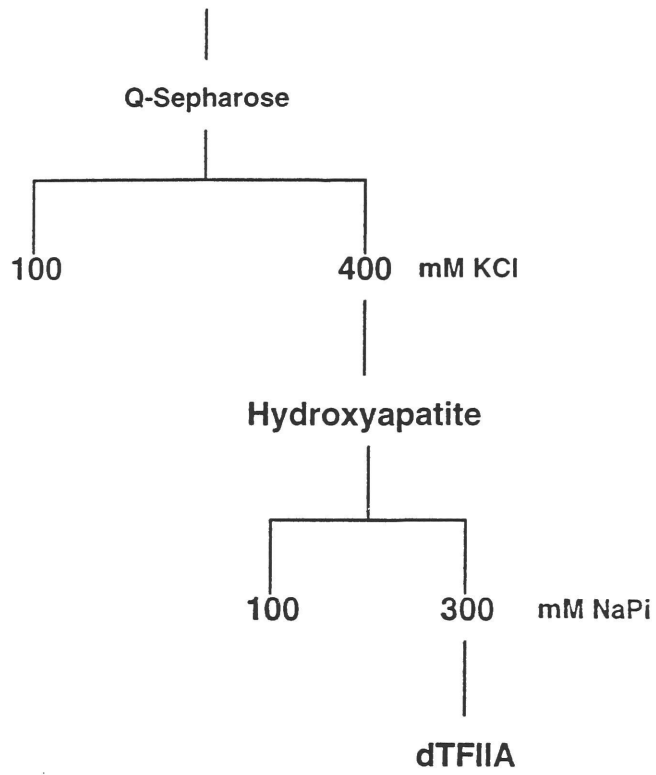 Q-Sepharose
100 400 mM KCl
Hydroxyapatite
100 300 mM NaPi
dTFIIA